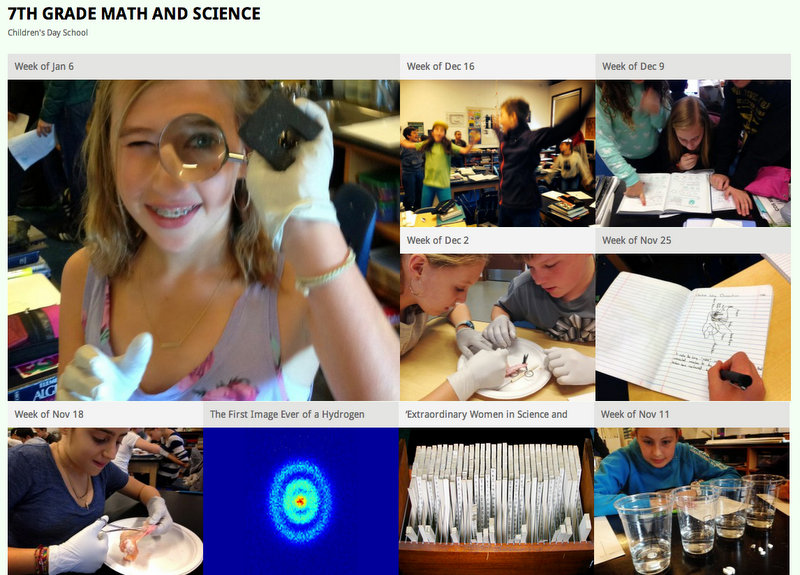 7TH GRADE MATH AND SCIENCE
Children's Day School
Week of Jan 6
Week of Dec 16
Week of Dec 9
Week of Dec 2
Week of Nov 25
Week of Nov 18
The First Image Ever of a Hydrogen
‘Extraordinary Women in Science and
Week of Nov 11